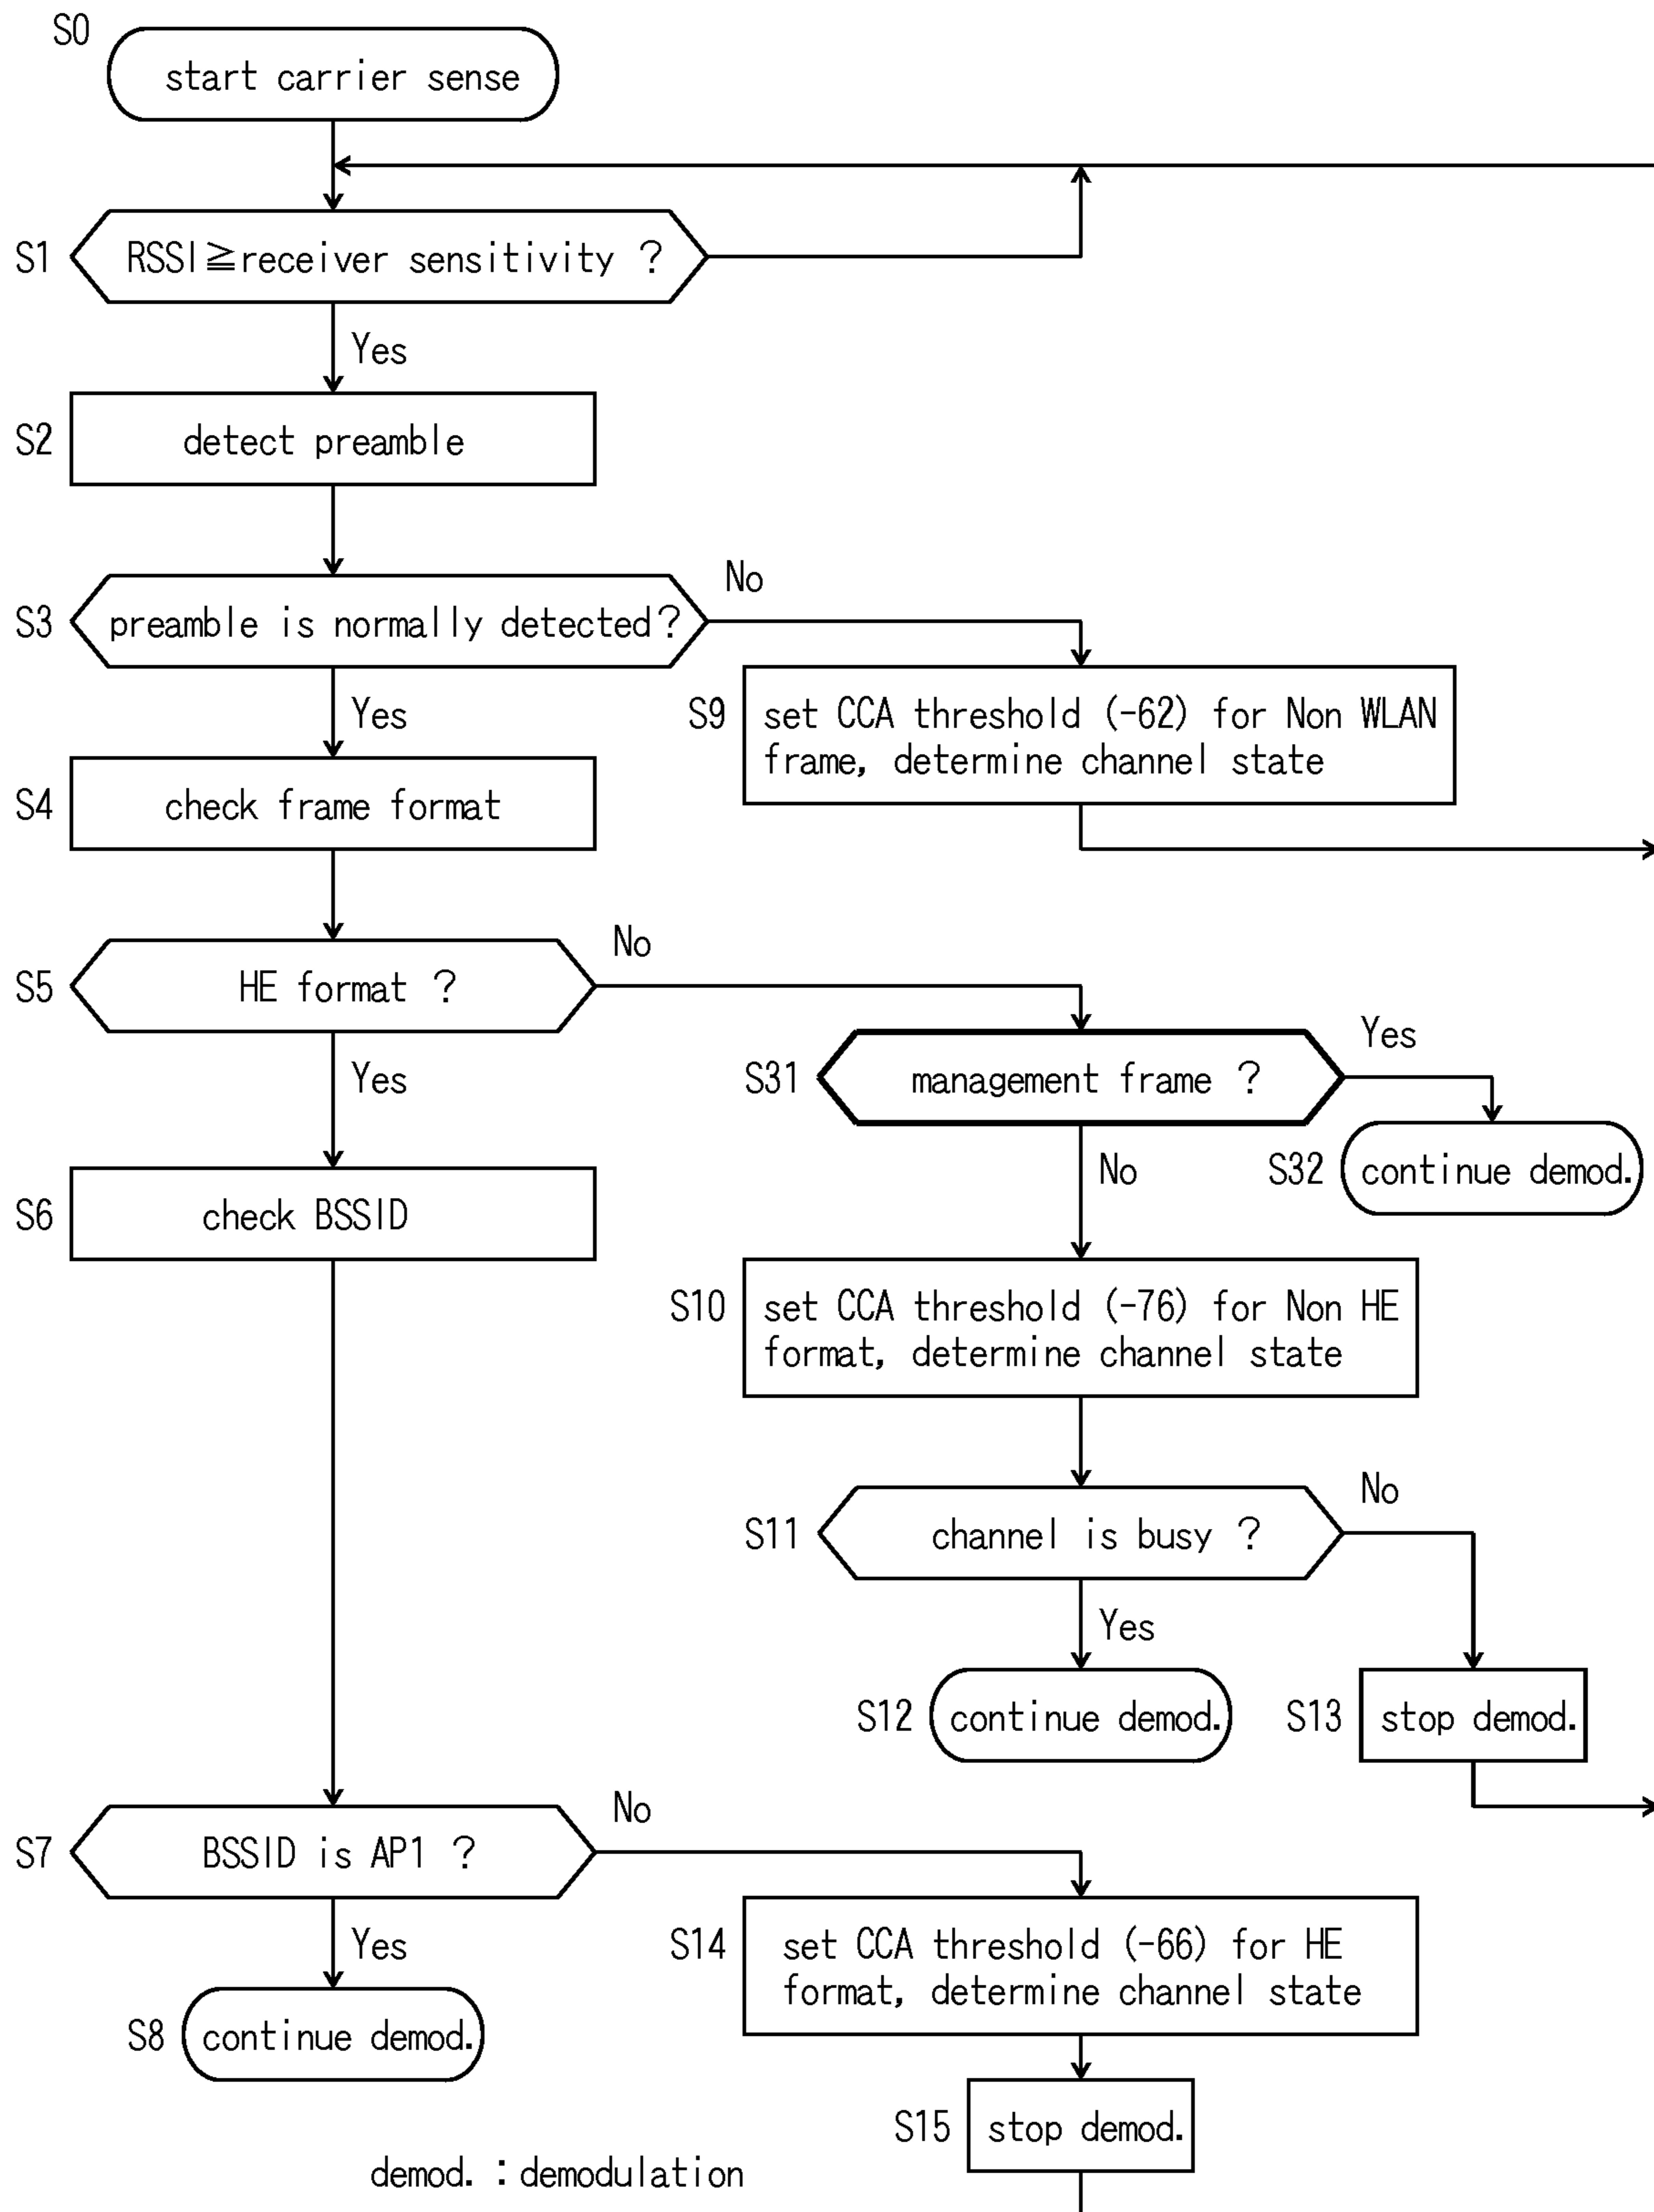 S0
start carrier sense
S1
RSSI≧receiver sensitivity ?
Yes
S2
detect preamble
No
S3
preamble is normally detected?
Yes
S9
set CCA threshold (-62) for Non WLAN
frame, determine channel state
S4
check frame format
No
S5
HE format ?
Yes
Yes
S31
management frame ?
No
S32
continue demod.
S6
check BSSID
S10
set CCA threshold (-76) for Non HE
format, determine channel state
No
S11
channel is busy ?
Yes
S12
continue demod.
S13
stop demod.
No
S7
BSSID is AP1 ?
Yes
S14
set CCA threshold (-66) for HE
format, determine channel state
S8
continue demod.
S15
stop demod.
demod. : demodulation